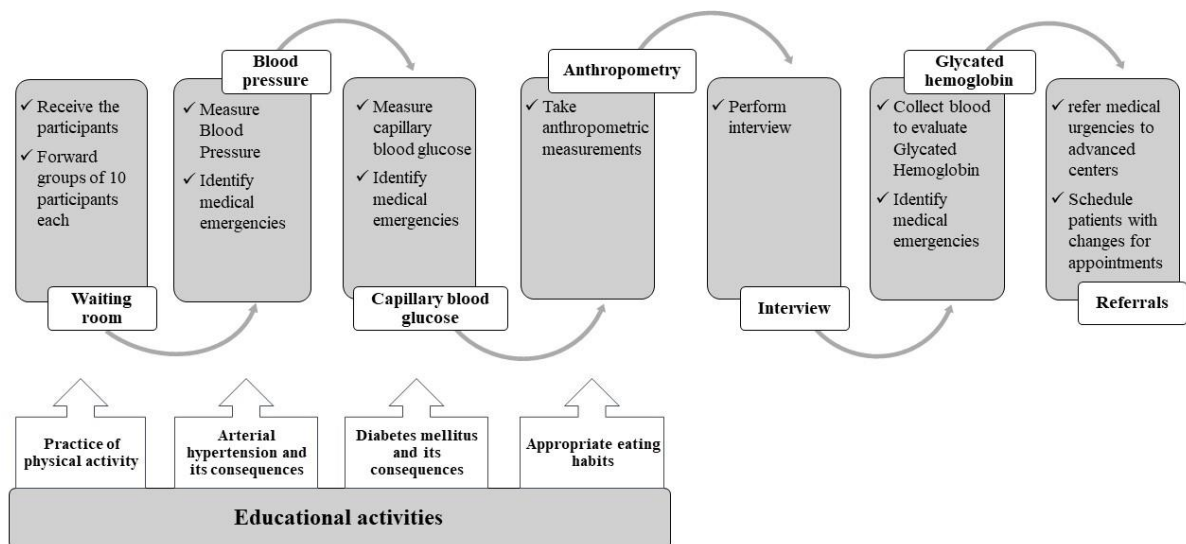 Waiting
room
✓ Receive the
participants
✓ Forward
groups of 10
participants
each
Blood
pressure
✓ Measure
Blood
Pressure
✓ Identify
medical
emergencies
Capillary blood
glucose
✓ Measure
capillary
blood glucose
✓ Identify
medical
emergencies
Anthropometry
✓ Take
anthropometric
measurements
Interview
✓ Perform
interview
Glycated
hemoglobin
✓ Collect blood
to evaluate
Glycated
Hemoglobin
✓ Identify
medical
emergencies
Referrals
✓ refer medical
urgencies to
advanced
centers
✓ Schedule
patients with
changes for
appointments
Practice of
physical activity
Arterial
hypertension and
its consequences
Diabetes mellitus
and its
consequences
Appropriate eating
habits
Educational activities